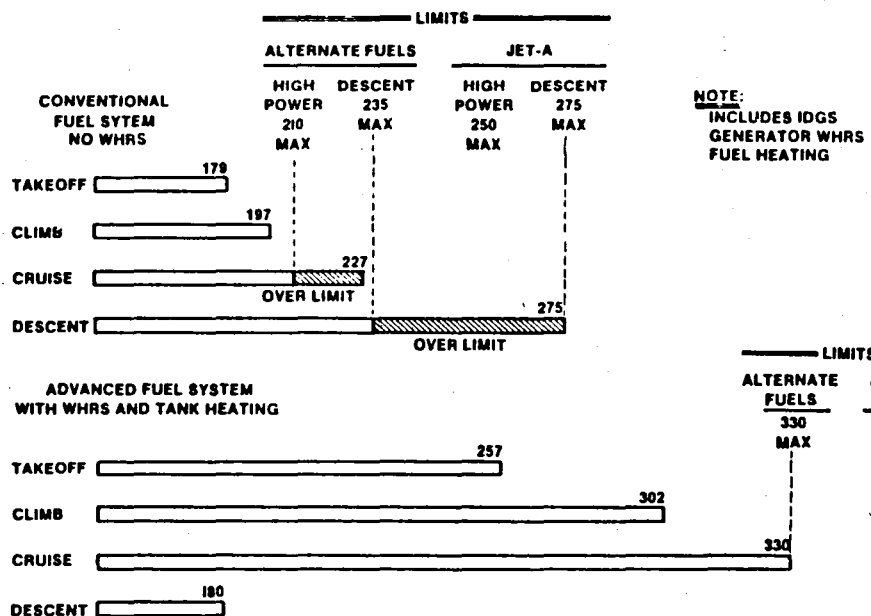 LIMITS
ALTERNATE FUELS JET-A
HIGH POWER 210 MAX
DESCENT 235 MAX
HIGH POWER 250 MAX
DESCENT 275 MAX
NOTE:
INCLUDES IDGS
GENERATOR WHRS
FUEL HEATING
CONVENTIONAL
FUEL SYTEM
NO WHRS
TAKEOFF 179
CLIMB 197
CRUISE 227
OVER LIMIT
DESCENT 275
OVER LIMIT
LIMITS
ALTERNATE
FUELS
330
MAX
ADVANCED FUEL SYSTEM
WITH WHRS AND TANK HEATING
TAKEOFF 257
CLIMB 302
CRUISE 330
DESCENT 180